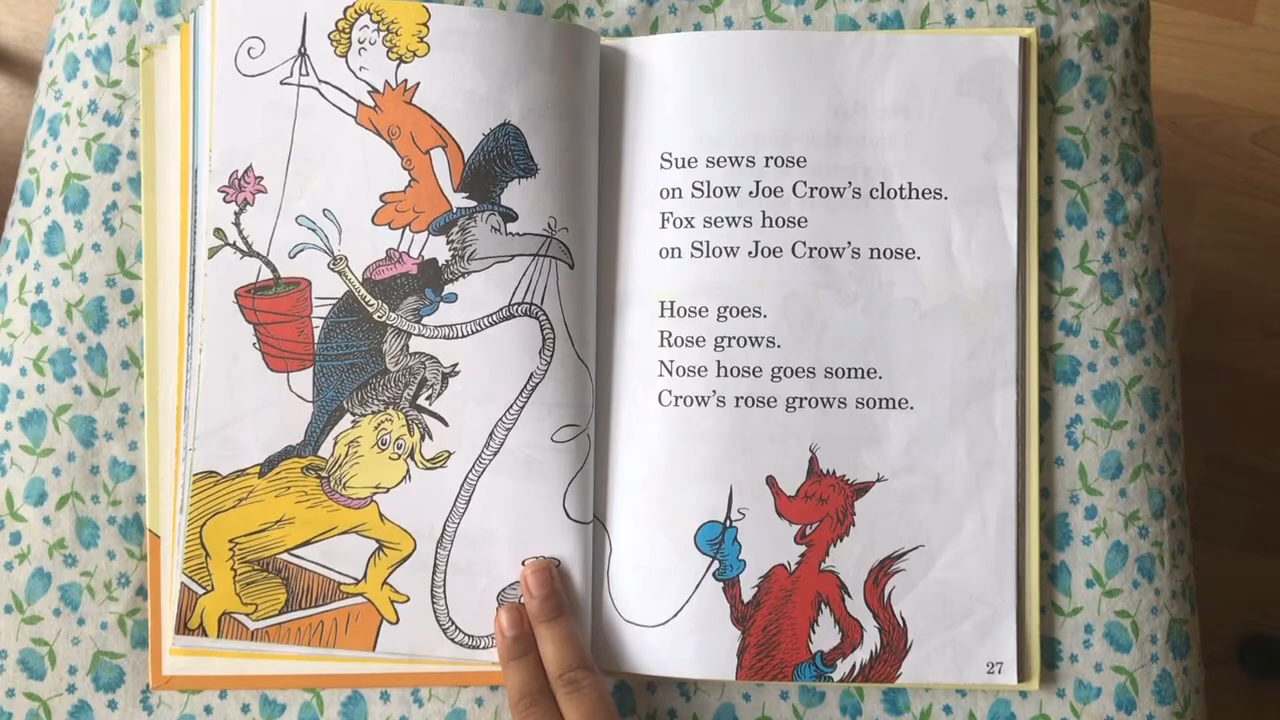 Sue sews rose
on Slow Joe Crow's clothes.
Fox sews hose
on Slow Joe Crow's nose.
Hose goes.
Rose grows.
Nose hose goes some.
Crow's rose grows some.
27